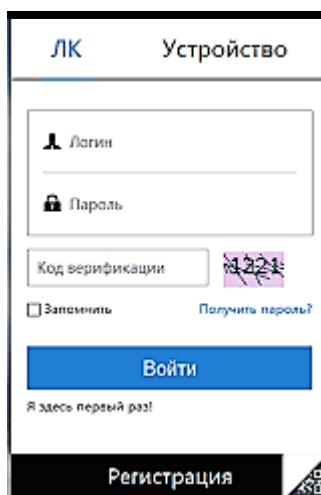 ЛК Устройство
Логин
Пароль
Код верификации 1221
Запомнить Получить пароль?
Войти
Я здесь первый раз!
Регистрация